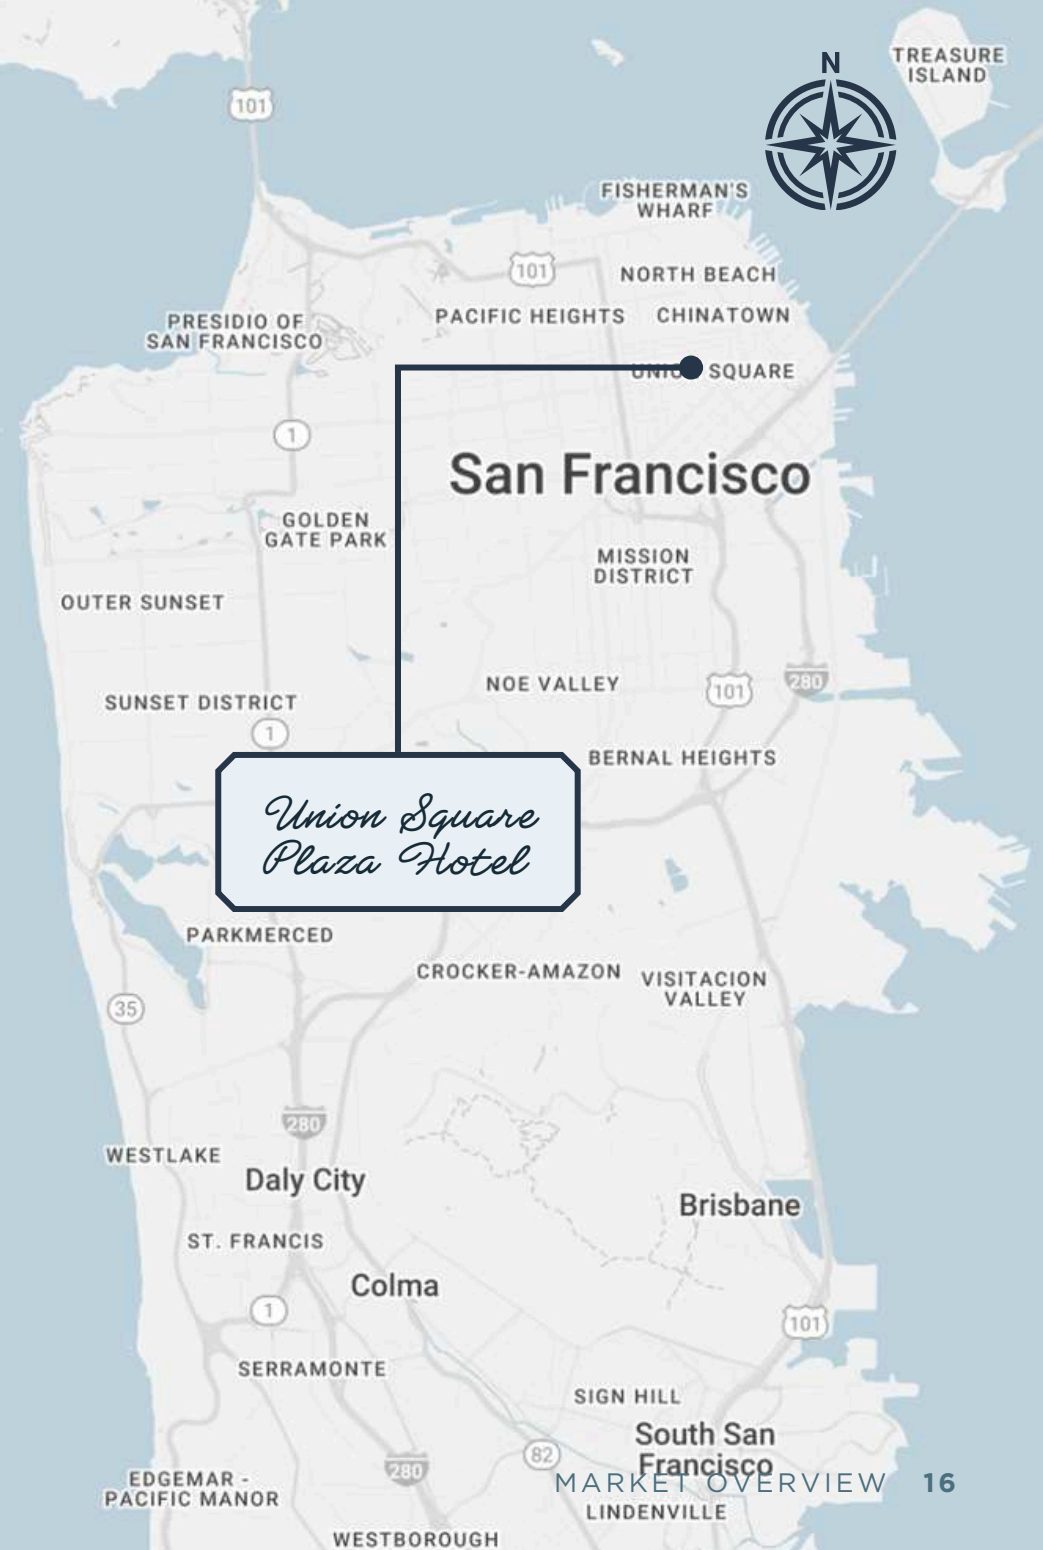 N
TREASURE
ISLAND
101
FISHERMAN'S
WHARF
101
NORTH BEACH
PACIFIC HEIGHTS
CHINATOWN
PRESIDIO OF
SAN FRANCISCO
UNION SQUARE
1
San Francisco
GOLDEN
GATE PARK
MISSION
DISTRICT
OUTER SUNSET
NOE VALLEY
101
280
SUNSET DISTRICT
1
BERNAL HEIGHTS
Union Square
Plaza Hotel
PARKMERCED
CROCKER-AMAZON
VISITACION
VALLEY
35
280
WESTLAKE
Daly City
Brisbane
ST. FRANCIS
Colma
1
101
SERRAMONTE
SIGN HILL
South San
Francisco
82
280
EDGEMAR -
PACIFIC MANOR
MARKET OVERVIEW 16
LINDENVILLE
WESTBOROUGH